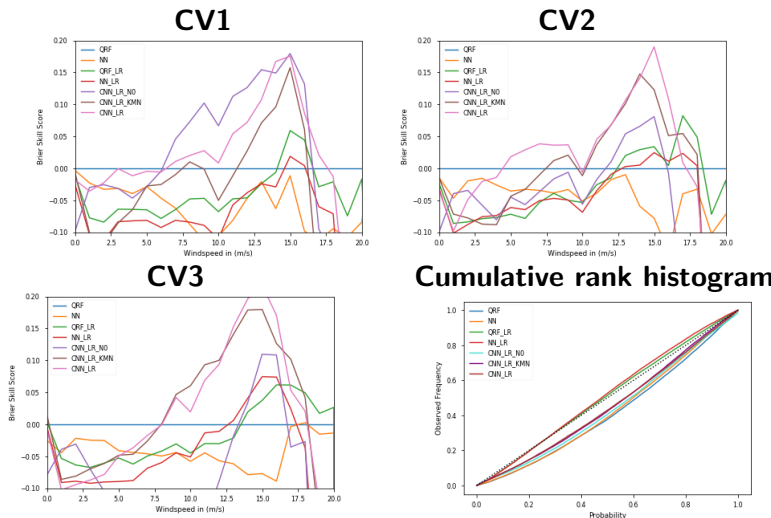 CV1
0.20
0.15
0.10
0.05
0.00
−0.05
−0.10
Brier Skill Score
QRF
NN
QRF_LR
NN_LR
CNN_LR_N0
CNN_LR_KMN
CNN_LR
0.0 2.5 5.0 7.5 10.0 12.5 15.0 17.5 20.0
Windspeed in (m/s)
CV2
0.20
0.15
0.10
0.05
0.00
−0.05
−0.10
Brier Skill Score
QRF
NN
QRF_LR
NN_LR
CNN_LR_N0
CNN_LR_KMN
CNN_LR
0.0 2.5 5.0 7.5 10.0 12.5 15.0 17.5 20.0
Windspeed in (m/s)
CV3
0.20
0.15
0.10
0.05
0.00
−0.05
−0.10
Brier Skill Score
QRF
NN
QRF_LR
NN_LR
CNN_LR_N0
CNN_LR_KMN
CNN_LR
0.0 2.5 5.0 7.5 10.0 12.5 15.0 17.5 20.0
Windspeed in (m/s)
Cumulative rank histogram
1.0
0.8
0.6
0.4
0.2
0.0
Observed Frequency
QRF
NN
QRF_LR
NN_LR
CNN_LR_N0
CNN_LR_KMN
CNN_LR
0.0 0.2 0.4 0.6 0.8 1.0
Probability